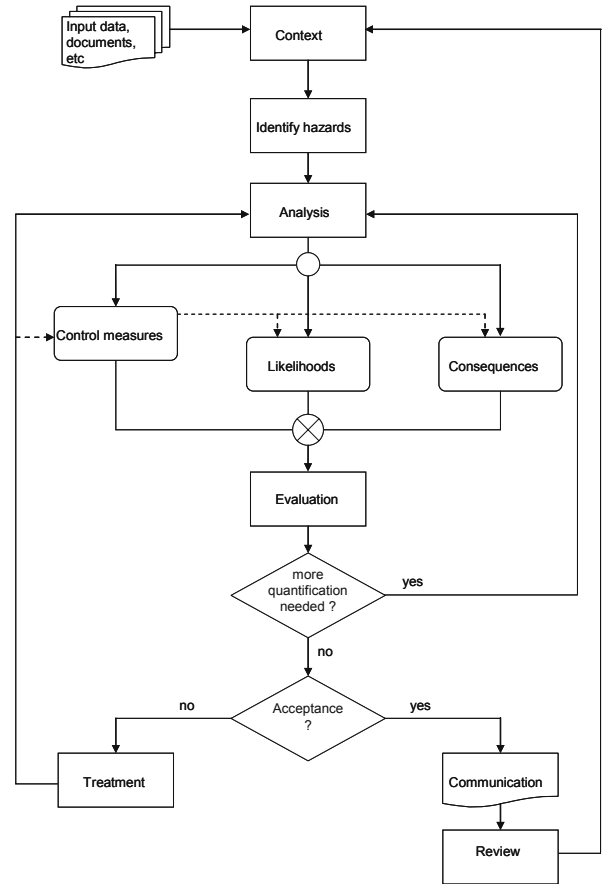 Input data,
documents,
etc
Context
Identify hazards
Analysis
Control measures
Likelihoods
Consequences
Evaluation
more
quantification
needed ?
yes
no
Acceptance
?
no
yes
Treatment
Communication
Review